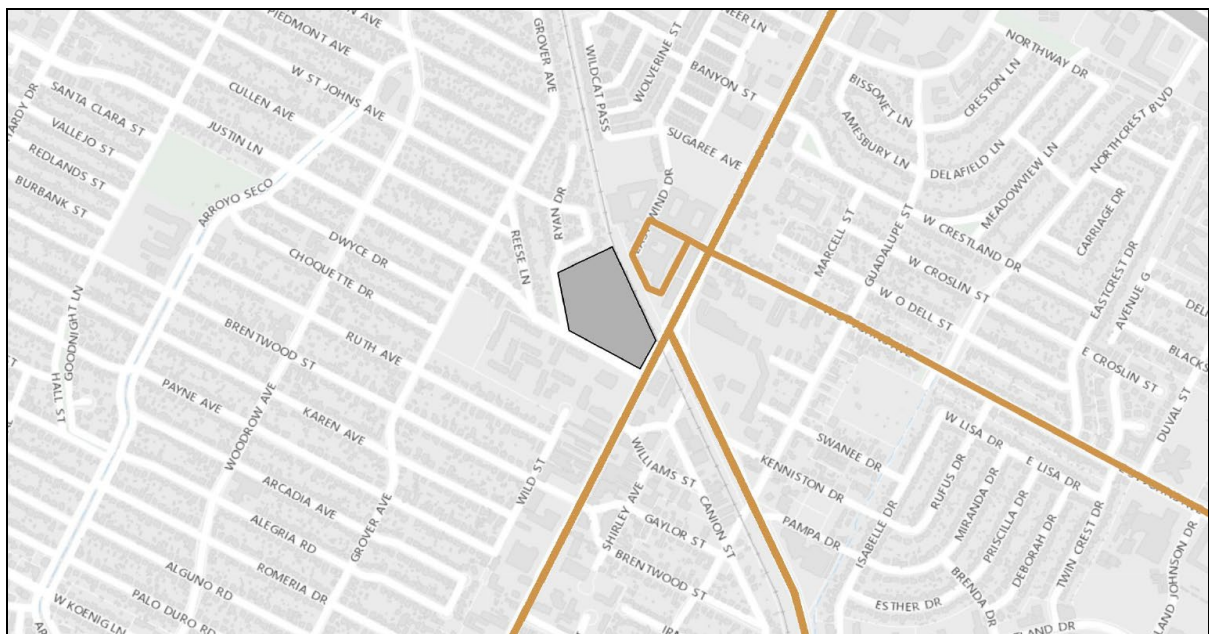 PIEDMONT AVE
W ST JOHNS AVE
CULLEN AVE
JUSTIN LN
SANTA CLARA ST
VALLEJO ST
REDLANDS ST
BURBANK ST
ARROYO SECO
GROVER AVE
WILDCAT PASS
WOLVERINE ST
BANYON ST
SUGAREE AVE
NORTHWAY DR
BISSONET LN
CRESTON LN
AMESBURY LN
DELAFIELD LN
MEADOWVIEW LN
NORTHCREST BLVD
RYAN DR
REESE LN
DWYCE DR
CHOQUETTE DR
MARCELL ST
GUADALUPE ST
W CRESTLAND DR
CARRIAGE DR
W CROSLIN ST
W O DELL ST
EASTCREST DR
AVENUE G
E CROSLIN ST
DUVAL ST
GOODNIGHT LN
HALL ST
BRENTWOOD ST
RUTH AVE
PAYNE AVE
KAREN AVE
WOODROW AVE
ARCADIA AVE
ALEGRIA RD
GROVER AVE
ROMERIA DR
ALGUNO RD
PALO DURO RD
W KOENIG LN
WILD ST
WILLIAMS ST
SHIRLEY AVE
CANION ST
GAYLOR ST
BRENTWOOD ST
SWANEE DR
KENNISTON DR
PAMPA DR
ISABELLE DR
RUFUS DR
W LISA DR
E LISA DR
MIRANDA DR
PRISCILLA DR
DEBORAH DR
TWIN CREST DR
BRENDA DR
ESTHER DR
LAND JOHNSON DR